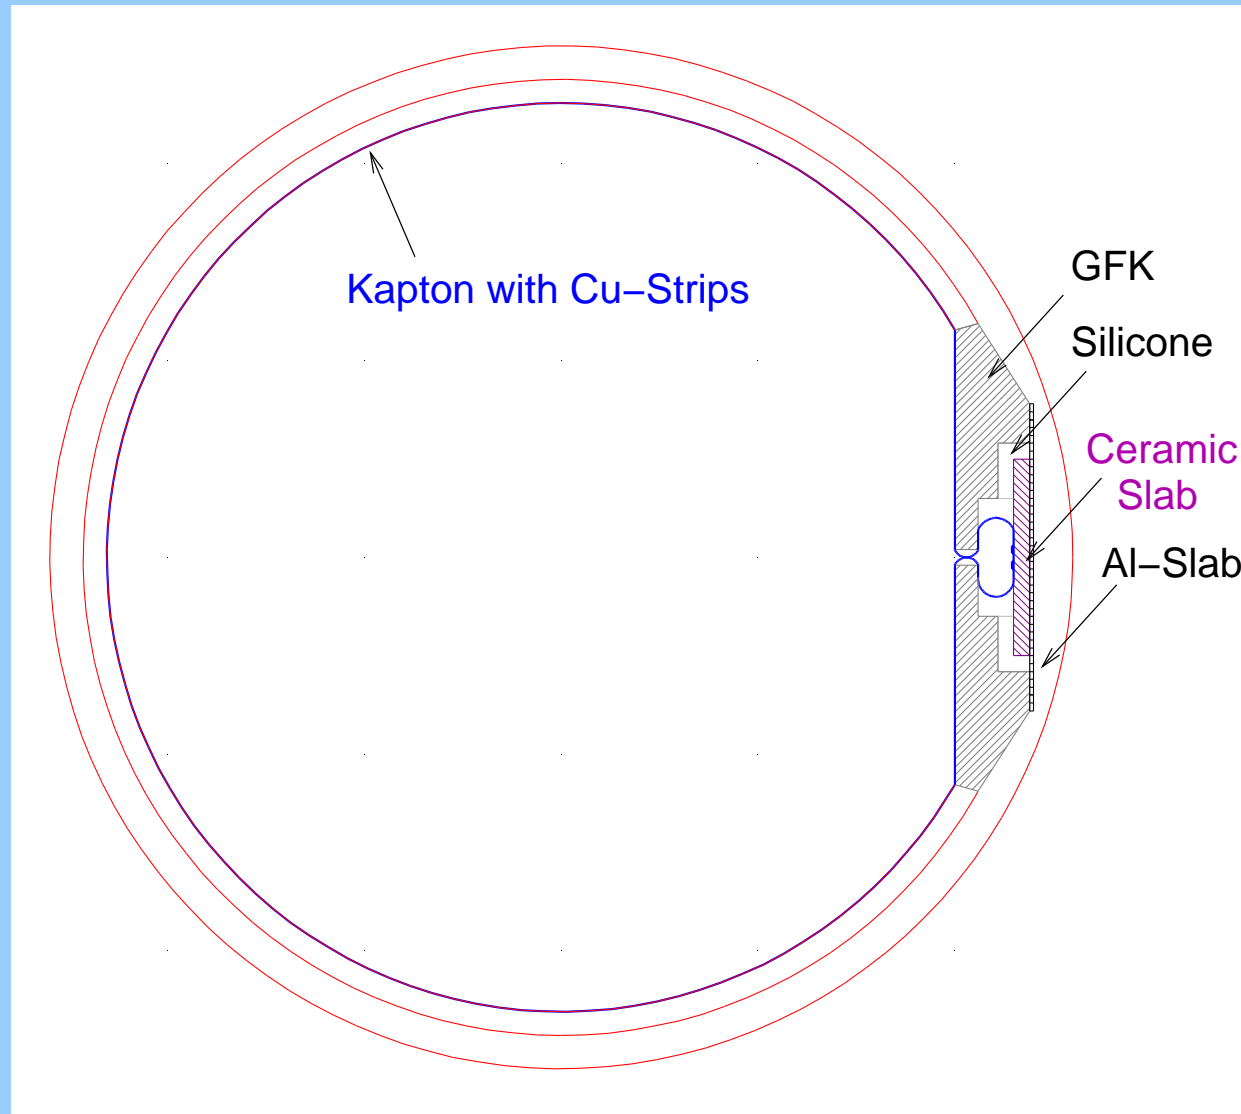 GFK
Kapton with Cu–Strips
Silicone
Ceramic
Slab
Al–Slab